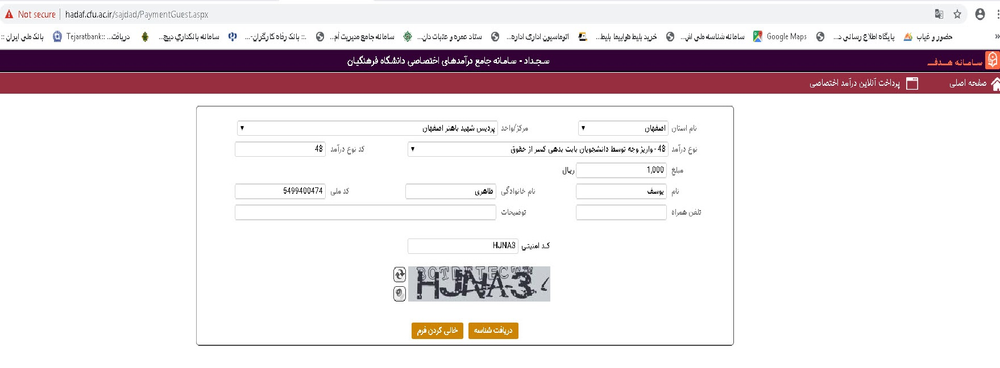 Not secure hadaf.cfu.ac.ir/sajdad/PaymentGuest.aspx
حضور و غیاب پایگاه اطلاع رسانی د... Google Maps سامانه شناسه ملی اش... خرید بلیط هواپیما بلیط... اتوماسیون اداری اداره... ستاد عمره و عتبات دان... سامانه جامع مدیریت آم... .:: بانک رفاه کارگران-... سامانه بانکداري ديج... دریافت... Tejaratbank::‎ بانک ملی ایران ::
سامانه هدف
سجداد - سامانه جامع درآمدهای اختصاصی دانشگاه فرهنگیان
صفحه اصلی پرداخت آنلاین درآمد اختصاصی
نام استان اصفهان مرکز/واحد پردیس شهید باهنر اصفهان
نوع درآمد 48 - واریز وجه توسط دانشجویان بابت بدهی کسر از حقوق کد نوع درآمد 48
مبلغ 1,000 ریال
نام یوسف نام خانوادگی طاهری کد ملی 5499400474
تلفن همراه توضیحات
کد امنیتی HJNA3
BOTDETECT
HJNA3
دریافت شناسه خالی کردن فرم